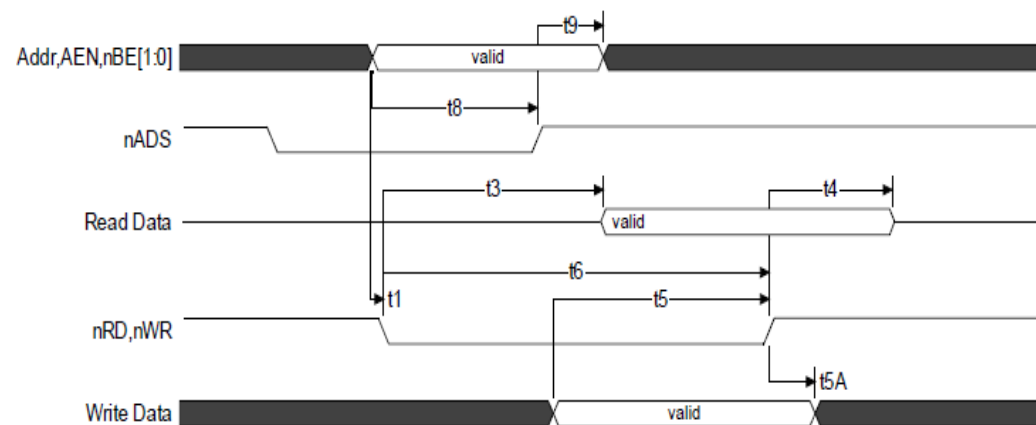 t9
Addr,AEN,nBE[1:0]
valid
t8
nADS
t3
t4
Read Data
valid
t6
t1
t5
nRD,nWR
t5A
Write Data
valid